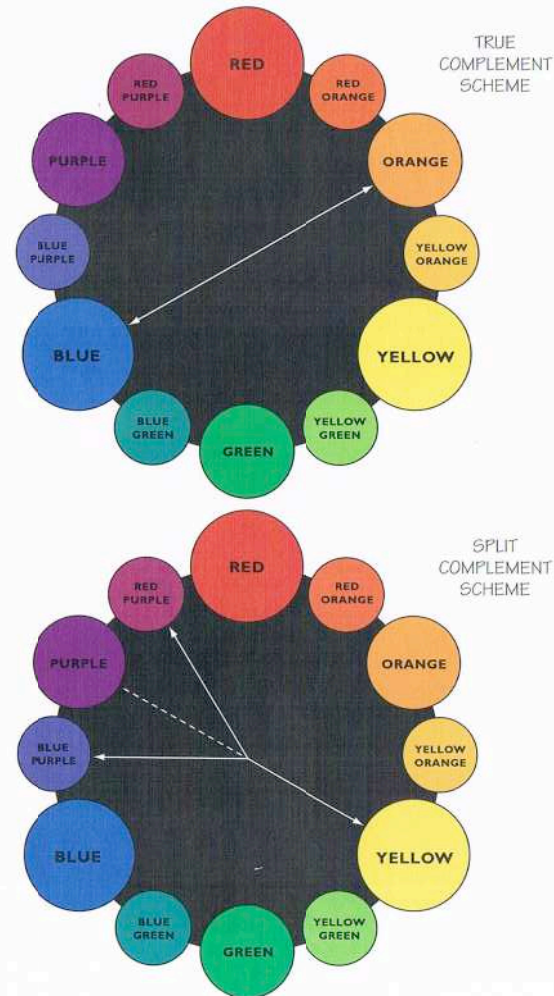 TRUE
COMPLEMENT
SCHEME
RED
RED
PURPLE
RED
ORANGE
PURPLE
ORANGE
BLUE
PURPLE
YELLOW
ORANGE
BLUE
YELLOW
BLUE
GREEN
YELLOW
GREEN
GREEN
SPLIT
COMPLEMENT
SCHEME
RED
RED
PURPLE
RED
ORANGE
PURPLE
ORANGE
BLUE
PURPLE
YELLOW
ORANGE
BLUE
YELLOW
BLUE
GREEN
YELLOW
GREEN
GREEN